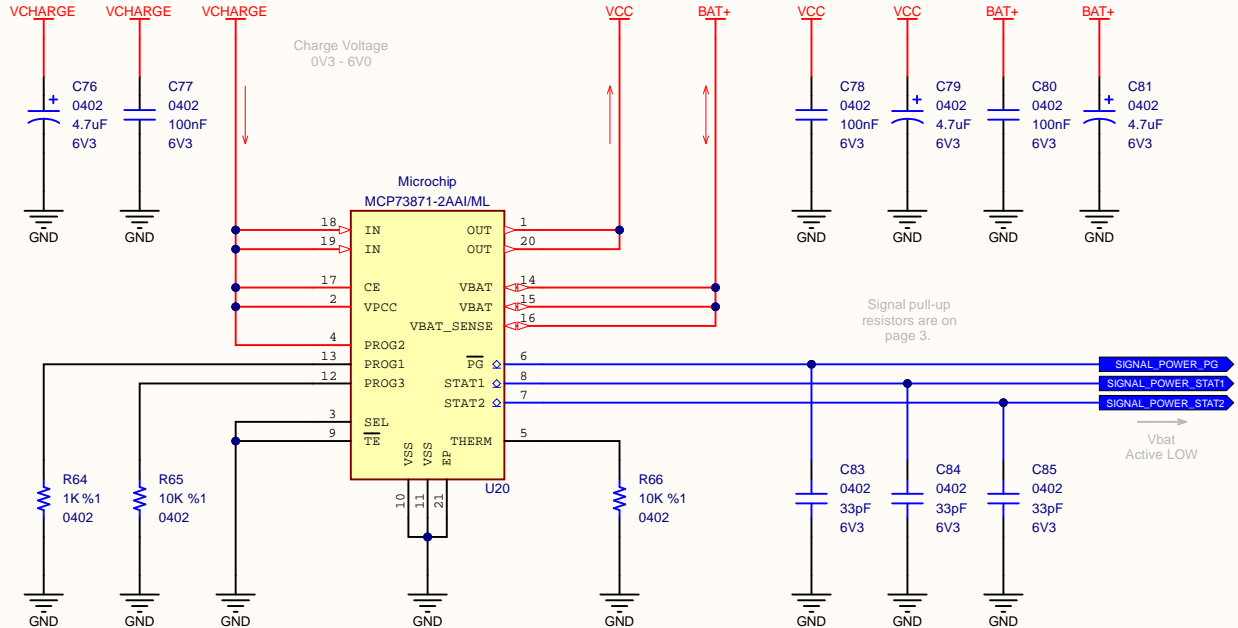 VCHARGE
VCHARGE
VCHARGE
VCC
BAT+
VCC
VCC
BAT+
BAT+
Charge Voltage
0V3 - 6V0
C76
0402
4.7uF
6V3
C77
0402
100nF
6V3
C78
0402
100nF
6V3
C79
0402
4.7uF
6V3
C80
0402
100nF
6V3
C81
0402
4.7uF
6V3
+
+
+
GND
GND
GND
GND
GND
GND
Microchip
MCP73871-2AAI/ML
18 IN
19 IN
17 CE
2 VPCC
4 PROG2
13 PROG1
12 PROG3
3 SEL
9 TE
OUT 1
OUT 20
VBAT 14
VBAT 15
VBAT_SENSE 16
PG 6
STAT1 8
STAT2 7
THERM 5
VSS 10
VSS 11
EP 21
U20
Signal pull-up
resistors are on
page 3.
SIGNAL_POWER_PG
SIGNAL_POWER_STAT1
SIGNAL_POWER_STAT2
Vbat
Active LOW
R64
1K %1
0402
R65
10K %1
0402
R66
10K %1
0402
C83
0402
33pF
6V3
C84
0402
33pF
6V3
C85
0402
33pF
6V3
GND
GND
GND
GND
GND
GND
GND
GND